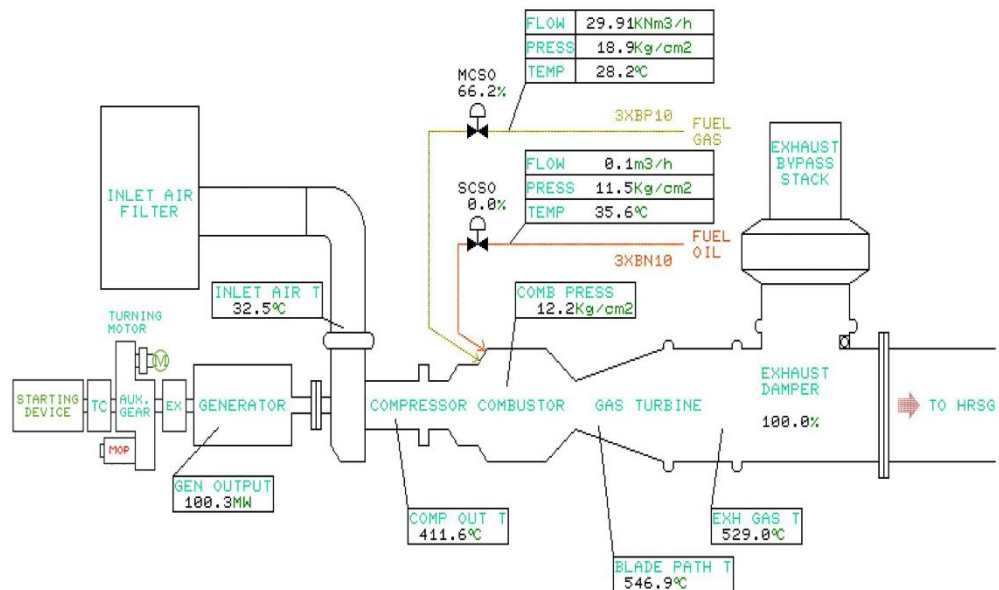 FLOW 29.91KNm3/h
PRESS 18.9Kg/cm2
TEMP 28.2℃
MCSO
66.2%
3XBP10
FUEL
GAS
FLOW 0.1m3/h
PRESS 11.5Kg/cm2
TEMP 35.6℃
SCSO
0.0%
3XBN10
FUEL
OIL
EXHAUST
BYPASS
STACK
INLET AIR
FILTER
INLET AIR T
32.5℃
COMB PRESS
12.2Kg/cm2
TURNING
MOTOR
M
STARTING
DEVICE
TC
AUX.
GEAR
EX
GENERATOR
COMPRESSOR
COMBUSTOR
GAS TURBINE
EXHAUST
DAMPER
100.0%
TO HRSG
MOP
GEN OUTPUT
100.3MW
COMP OUT T
411.6℃
EXH GAS T
529.0℃
BLADE PATH T
546.9℃